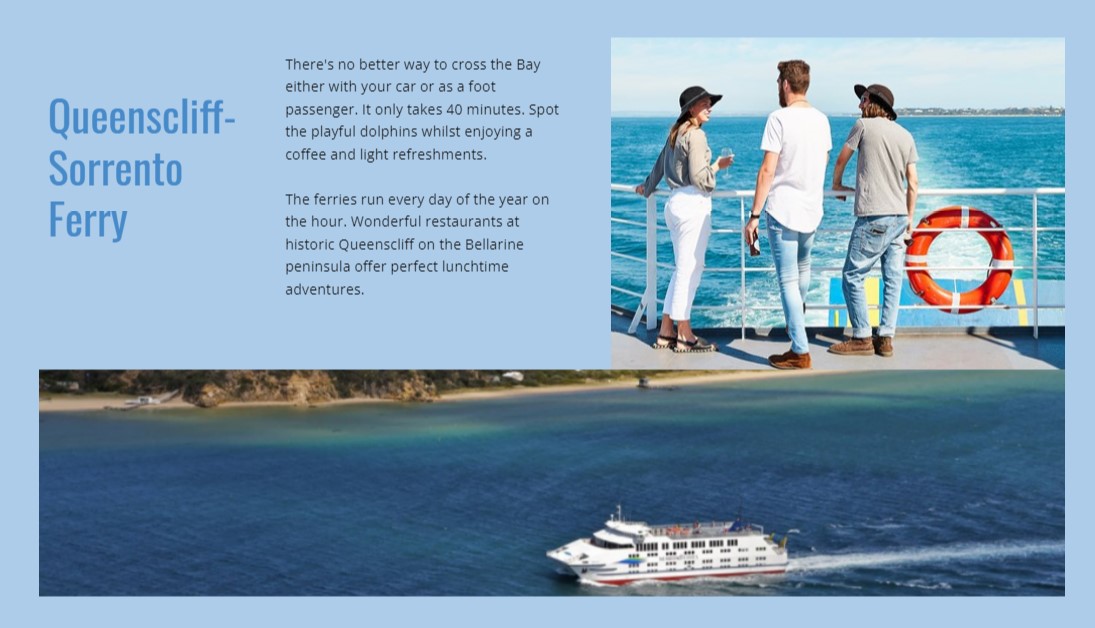 Queenscliff-
Sorrento
Ferry
There's no better way to cross the Bay
either with your car or as a foot
passenger. It only takes 40 minutes. Spot
the playful dolphins whilst enjoying a
coffee and light refreshments.
The ferries run every day of the year on
the hour. Wonderful restaurants at
historic Queenscliff on the Bellarine
peninsula offer perfect lunchtime
adventures.